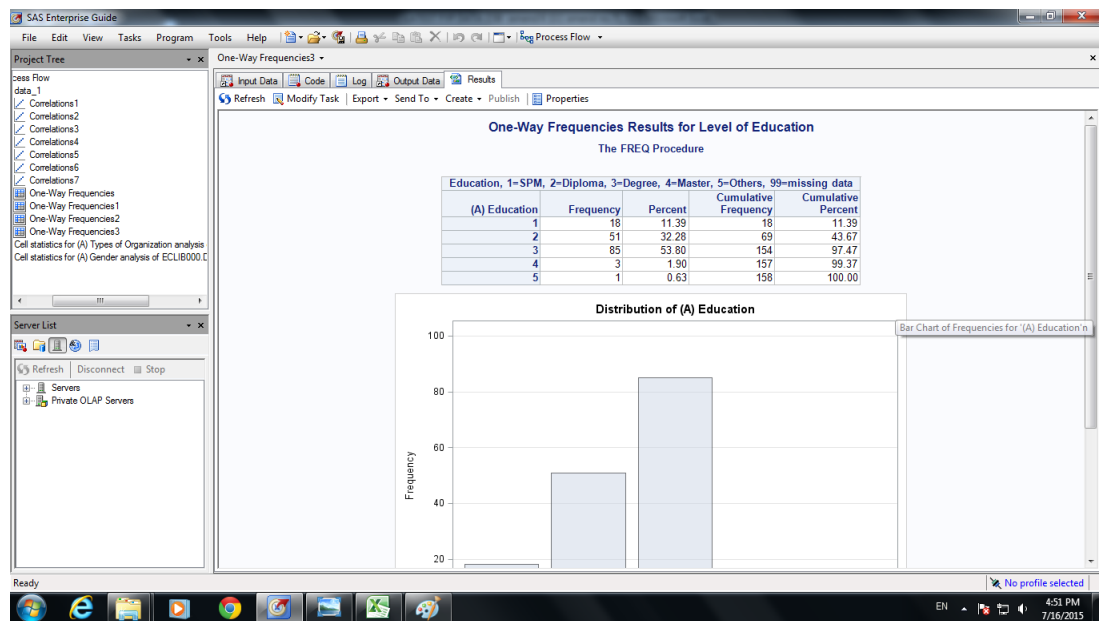 SAS Enterprise Guide
File Edit View Tasks Program Tools Help Process Flow
Project Tree
One-Way Frequencies3
cess Flow
data_1
Correlations1
Correlations2
Correlations3
Correlations4
Correlations5
Correlations6
Correlations7
One-Way Frequencies
One-Way Frequencies1
One-Way Frequencies2
One-Way Frequencies3
Cell statistics for (A) Types of Organization analysis
Cell statistics for (A) Gender analysis of ECLIB000.D
Server List
Refresh Disconnect Stop
Servers
Private OLAP Servers
Input Data Code Log Output Data Results
Refresh Modify Task Export Send To Create Publish Properties
One-Way Frequencies Results for Level of Education
The FREQ Procedure
Education, 1=SPM, 2=Diploma, 3=Degree, 4=Master, 5=Others, 99=missing data
(A) Education Frequency Percent Cumulative Frequency Cumulative Percent
1 18 11.39 18 11.39
2 51 32.28 69 43.67
3 85 53.80 154 97.47
4 3 1.90 157 99.37
5 1 0.63 158 100.00
Distribution of (A) Education
Bar Chart of Frequencies for '(A) Education'n
100
80
60
40
20
Frequency
Ready
No profile selected
EN
4:51 PM
7/16/2015